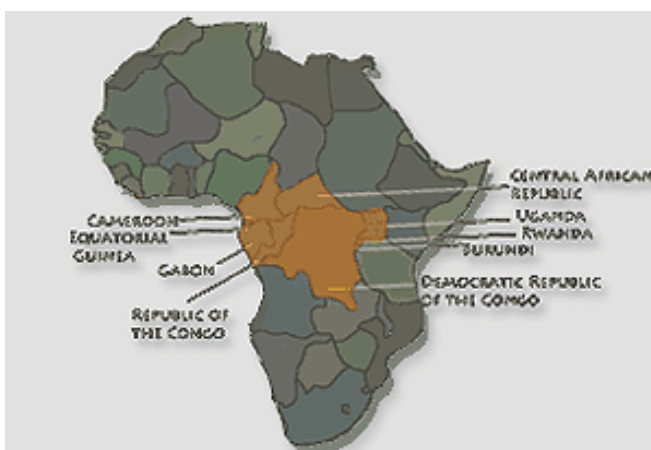 CENTRAL AFRICAN
REPUBLIC
CAMEROON
UGANDA
EQUATORIAL
GUINEA
RWANDA
BURUNDI
GABON
DEMOCRATIC REPUBLIC
OF THE CONGO
REPUBLIC OF
THE CONGO